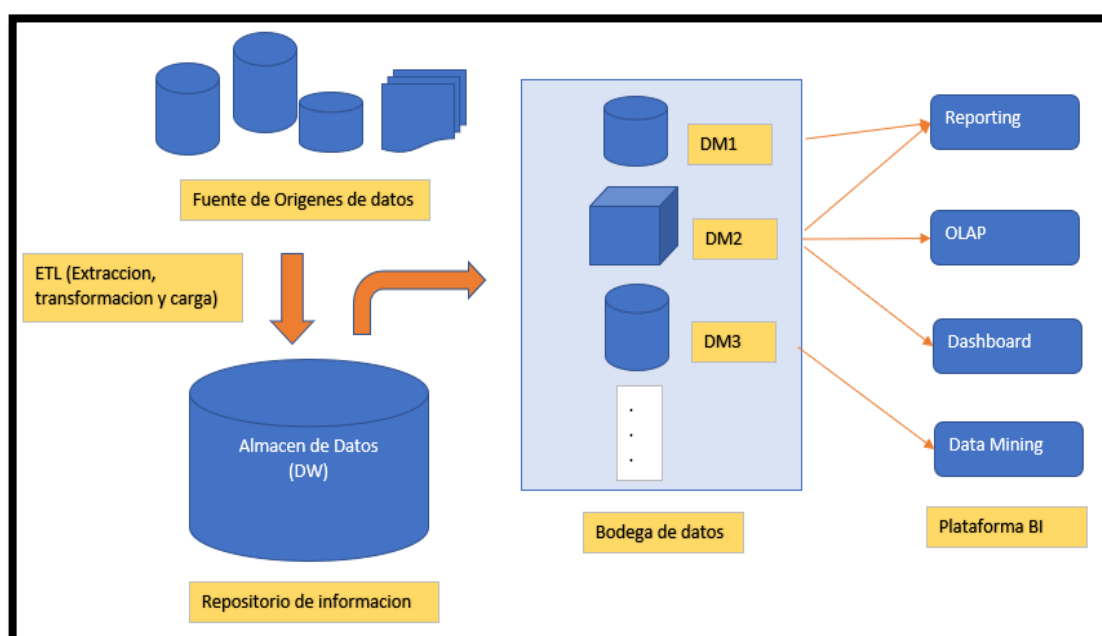 Fuente de Origenes de datos
ETL (Extraccion,
transformacion y carga)
Almacen de Datos
(DW)
Repositorio de informacion
DM1
DM2
DM3
.
.
.
Bodega de datos
Reporting
OLAP
Dashboard
Data Mining
Plataforma BI